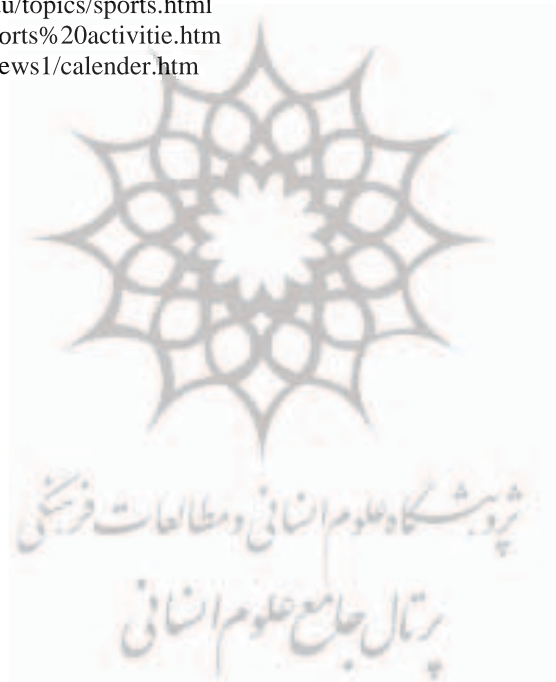 u/topics/sports.html
orts%20activitie.htm
ews1/calender.htm
پژوهشگاه علوم انسانی و مطالعات فرهنگی
پرتال جامع علوم انسانی